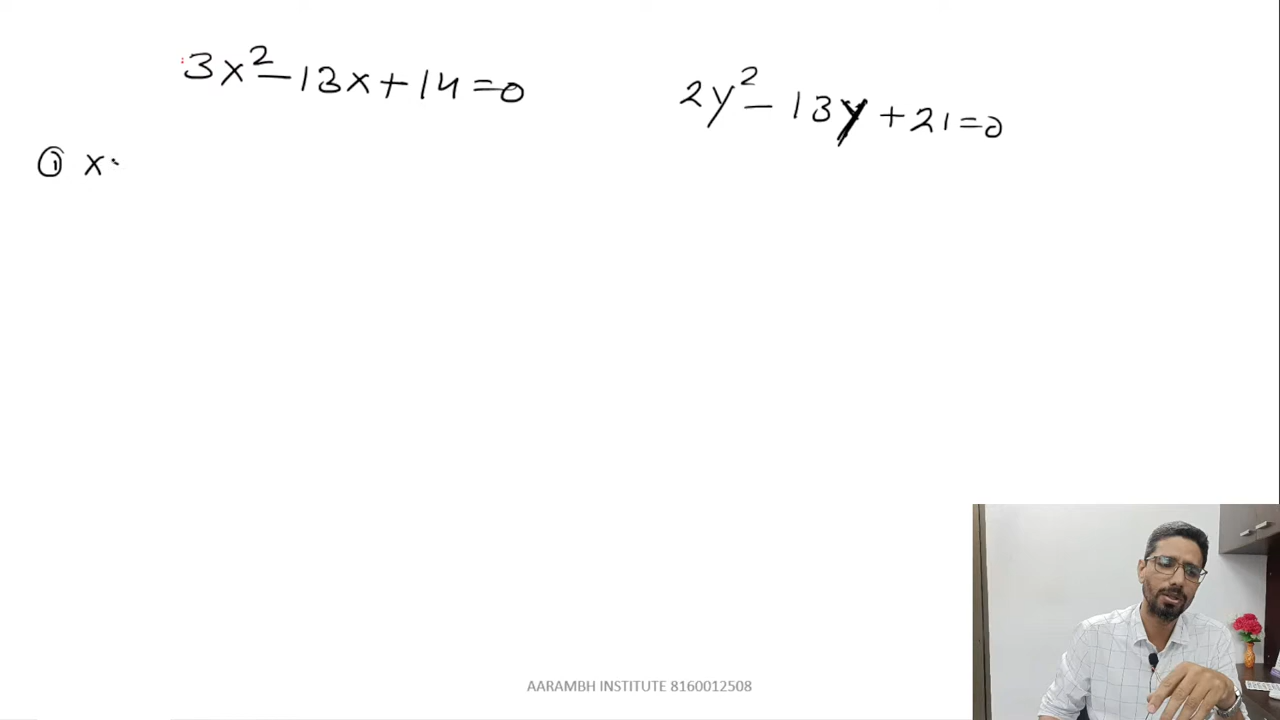 3x² - 13x + 14 = 0
2y² - 13y + 21 = 0
① x
AARAMBH INSTITUTE 8160012508